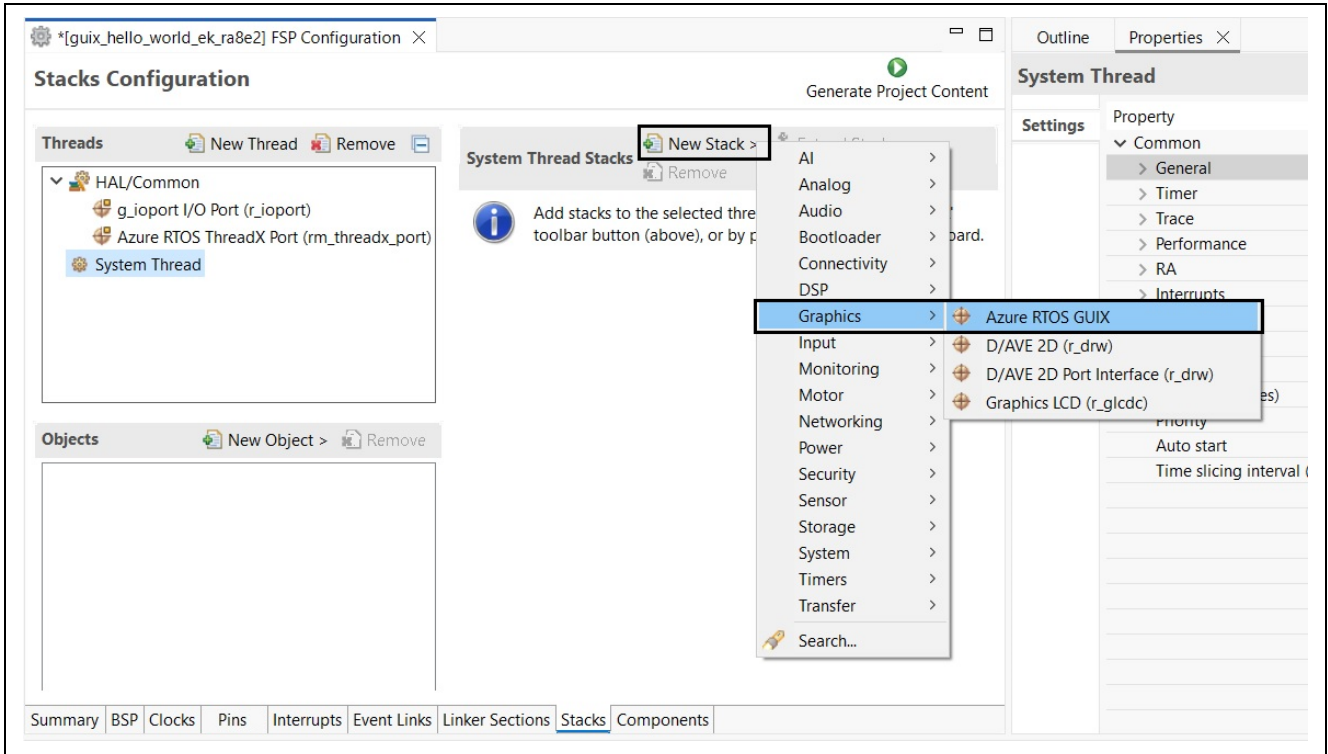 *[guix_hello_world_ek_ra8e2] FSP Configuration
Outline
Properties
Stacks Configuration
Generate Project Content
System Thread
Threads
New Thread
Remove
HAL/Common
g_ioport I/O Port (r_ioport)
Azure RTOS ThreadX Port (rm_threadx_port)
System Thread
Objects
New Object >
Remove
System Thread Stacks
New Stack >
Remove
Add stacks to the selected thre
toolbar button (above), or by p
oard.
AI
Analog
Audio
Bootloader
Connectivity
DSP
Graphics
Input
Monitoring
Motor
Networking
Power
Security
Sensor
Storage
System
Timers
Transfer
Search...
Azure RTOS GUIX
D/AVE 2D (r_drw)
D/AVE 2D Port Interface (r_drw)
Graphics LCD (r_glcdc)
Settings
Property
Common
General
Timer
Trace
Performance
RA
Interrupts
es)
Priority
Auto start
Time slicing interval (
Summary
BSP
Clocks
Pins
Interrupts
Event Links
Linker Sections
Stacks
Components